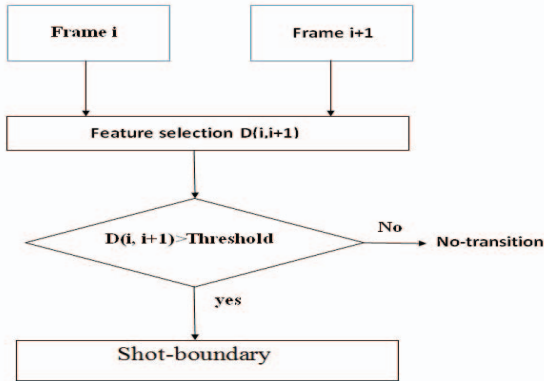 Frame i
Frame i+1
Feature selection D(i,i+1)
D(i, i+1)>Threshold
No
No-transition
yes
Shot-boundary